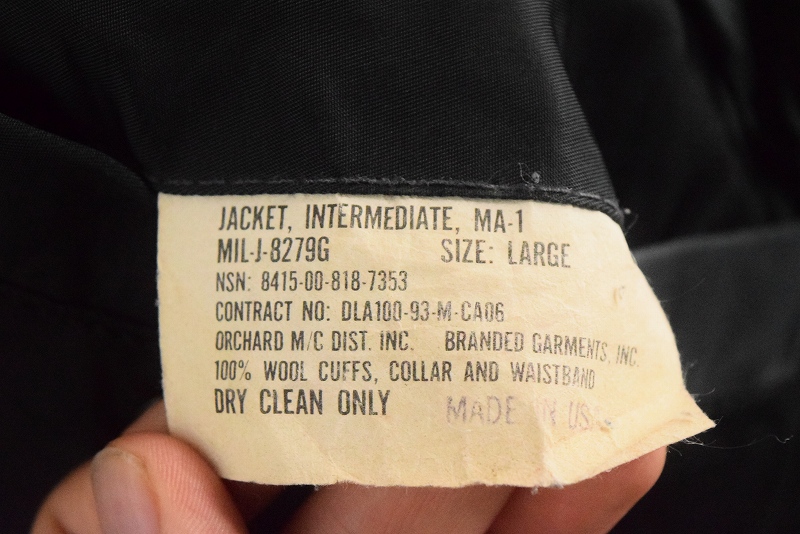 JACKET, INTERMEDIATE, MA-1
MIL-J-8279G SIZE: LARGE
NSN: 8415-00-818-7353
CONTRACT NO: DLA100-93-M-CA06
ORCHARD M/C DIST. INC. BRANDED GARMENTS, INC.
100% WOOL CUFFS, COLLAR AND WAISTBAND
DRY CLEAN ONLY MADE IN US